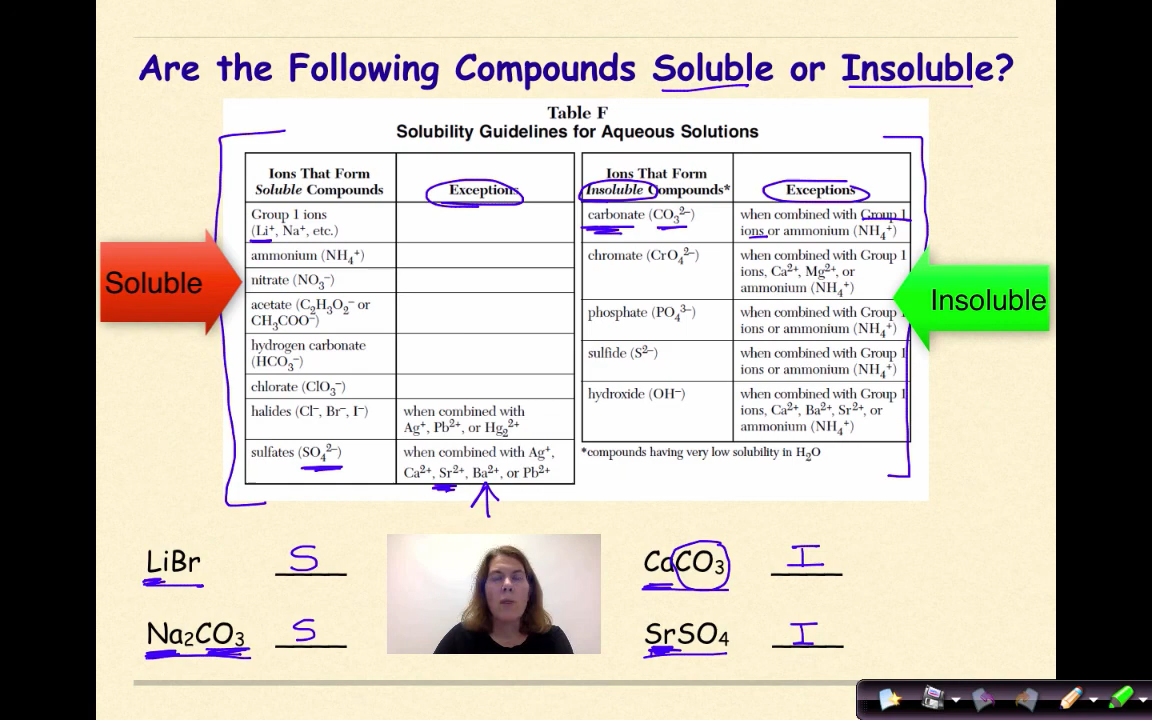 Are the Following Compounds Soluble or Insoluble?
Table F
Solubility Guidelines for Aqueous Solutions
Ions That Form
Soluble Compounds
Exceptions
Group 1 ions
(Li⁺, Na⁺, etc.)
ammonium (NH₄⁺)
nitrate (NO₃⁻)
acetate (C₂H₃O₂⁻ or
CH₃COO⁻)
hydrogen carbonate
(HCO₃⁻)
chlorate (ClO₃⁻)
halides (Cl⁻, Br⁻, I⁻)
when combined with
Ag⁺, Pb²⁺, or Hg₂²⁺
sulfates (SO₄²⁻)
when combined with Ag⁺,
Ca²⁺, Sr²⁺, Ba²⁺, or Pb²⁺
Ions That Form
Insoluble Compounds*
Exceptions
carbonate (CO₃²⁻)
when combined with Group 1
ions or ammonium (NH₄⁺)
chromate (CrO₄²⁻)
when combined with Group 1
ions, Ca²⁺, Mg²⁺, or
ammonium (NH₄⁺)
phosphate (PO₄³⁻)
when combined with Group 1
ions or ammonium (NH₄⁺)
sulfide (S²⁻)
when combined with Group 1
ions or ammonium (NH₄⁺)
hydroxide (OH⁻)
when combined with Group 1
ions, Ca²⁺, Ba²⁺, Sr²⁺, or
ammonium (NH₄⁺)
*compounds having very low solubility in H₂O
Soluble
Insoluble
LiBr S
CaCO₃ I
Na₂CO₃ S
SrSO₄ I